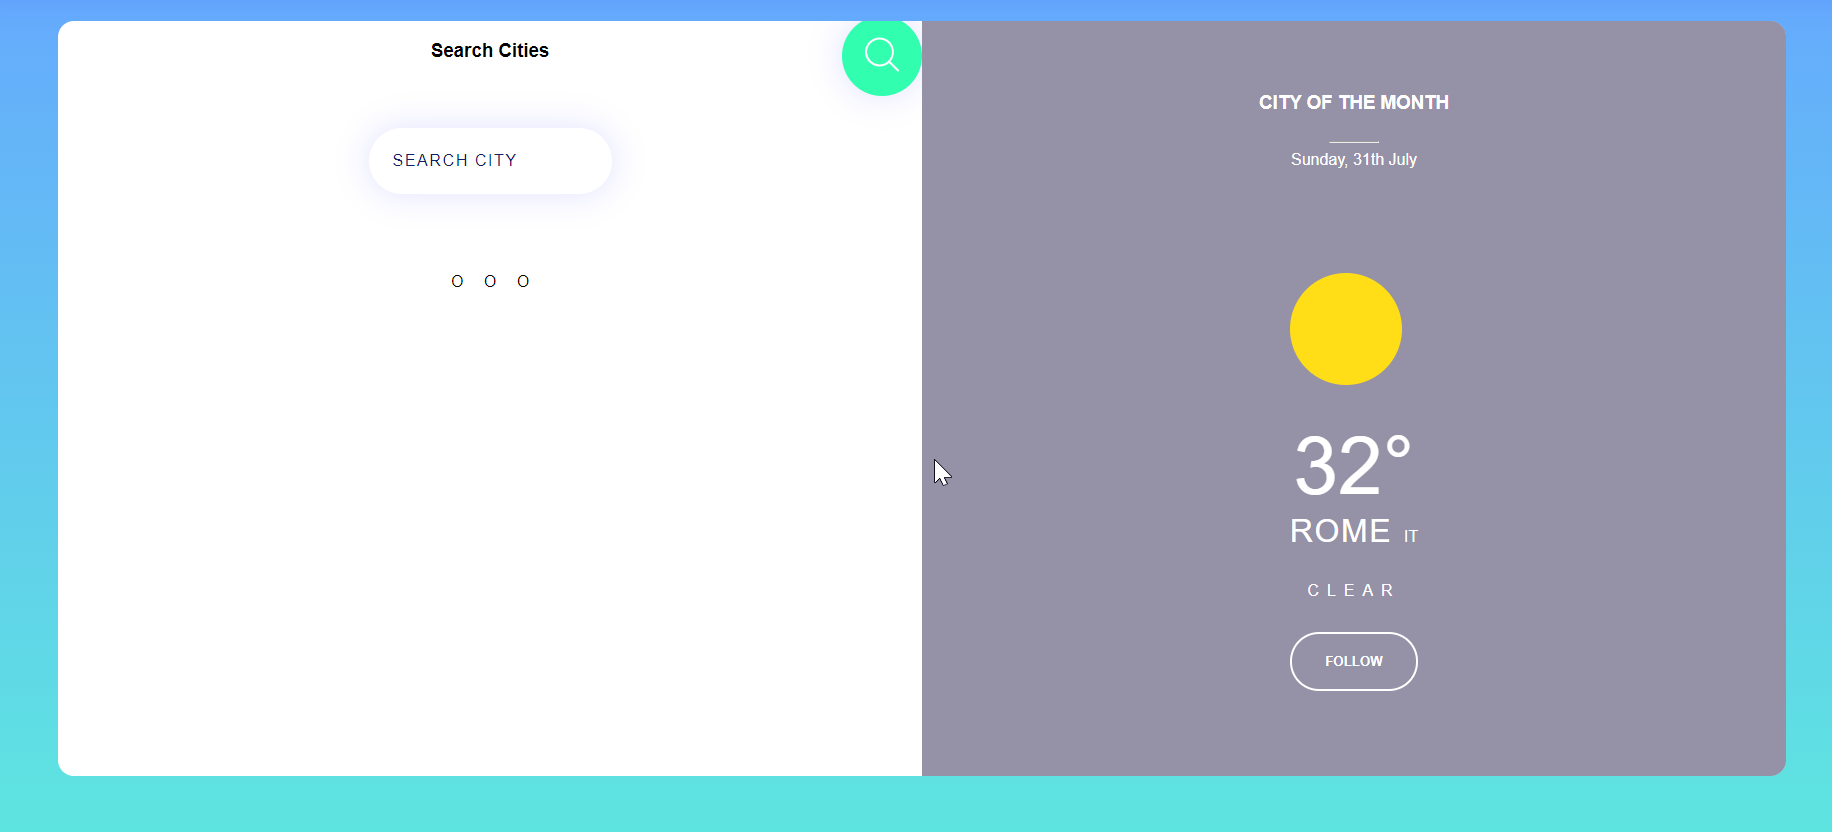 Search Cities
SEARCH CITY
O O O
CITY OF THE MONTH
Sunday, 31th July
32°
ROME IT
CLEAR
FOLLOW